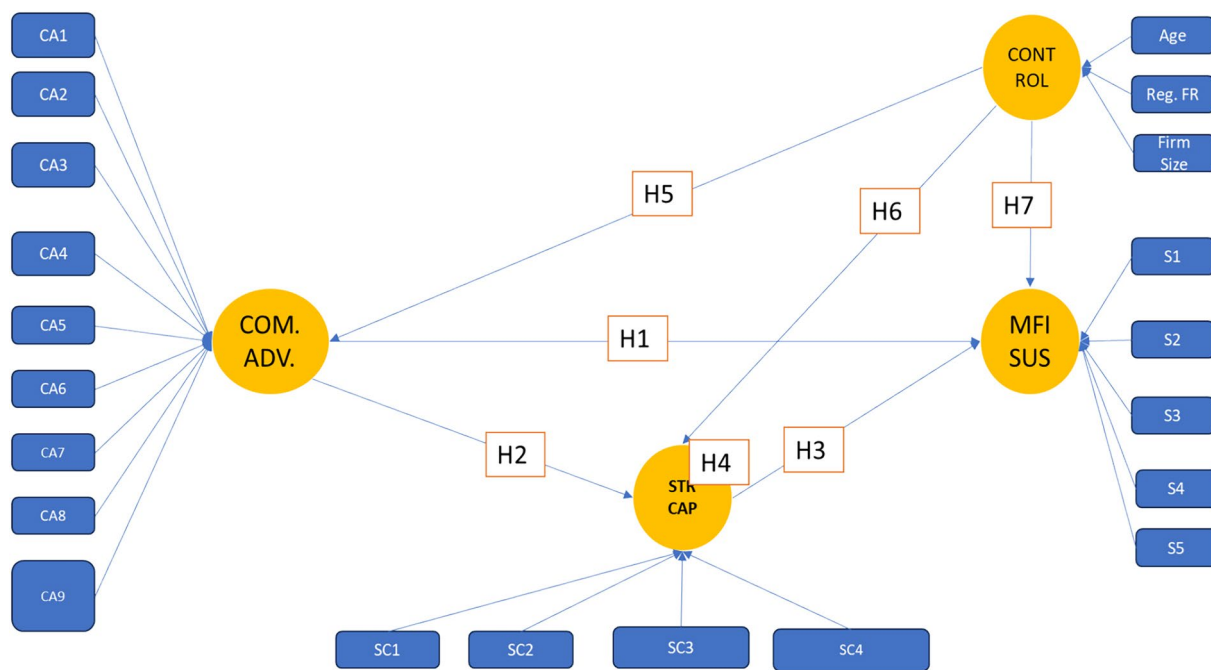 CA1
CA2
CA3
CA4
CA5
CA6
CA7
CA8
CA9
COM.
ADV.
CONT
ROL
Age
Reg. FR
Firm
Size
H5
H6
H7
H1
H2
H4
H3
STR
CAP
MFI
SUS
S1
S2
S3
S4
S5
SC1
SC2
SC3
SC4